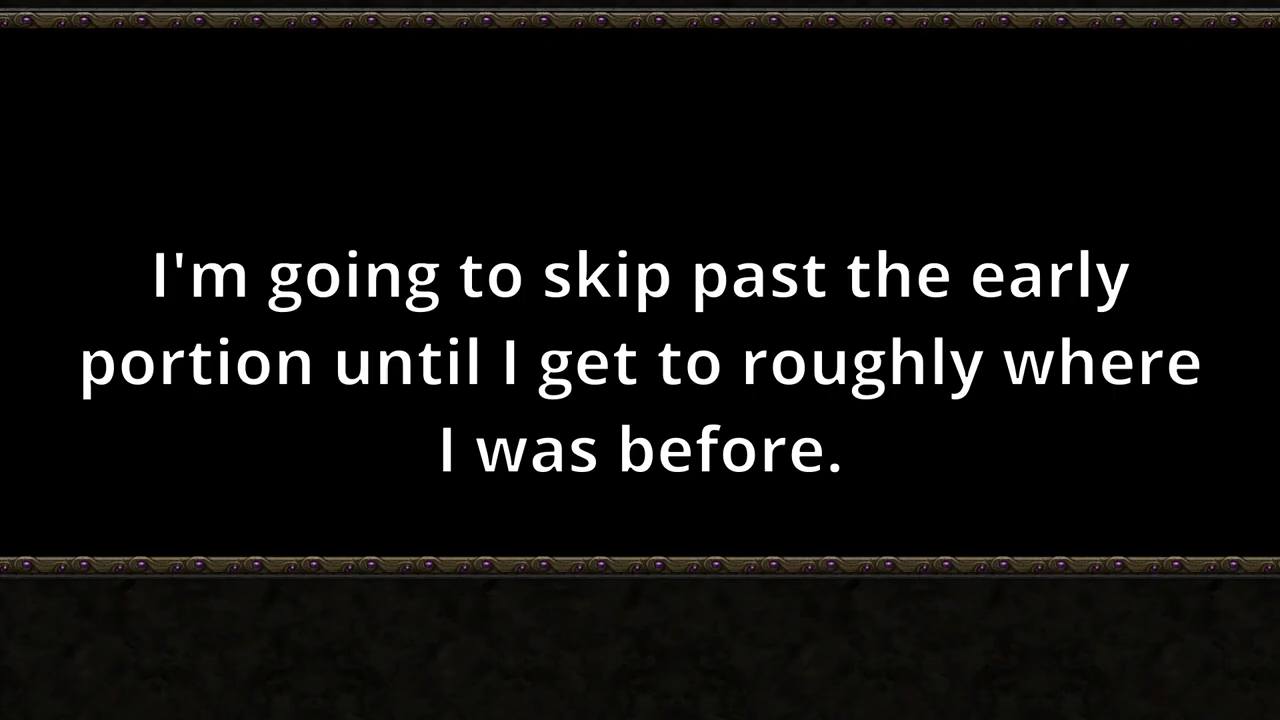 I'm going to skip past the early
portion until I get to roughly where
I was before.